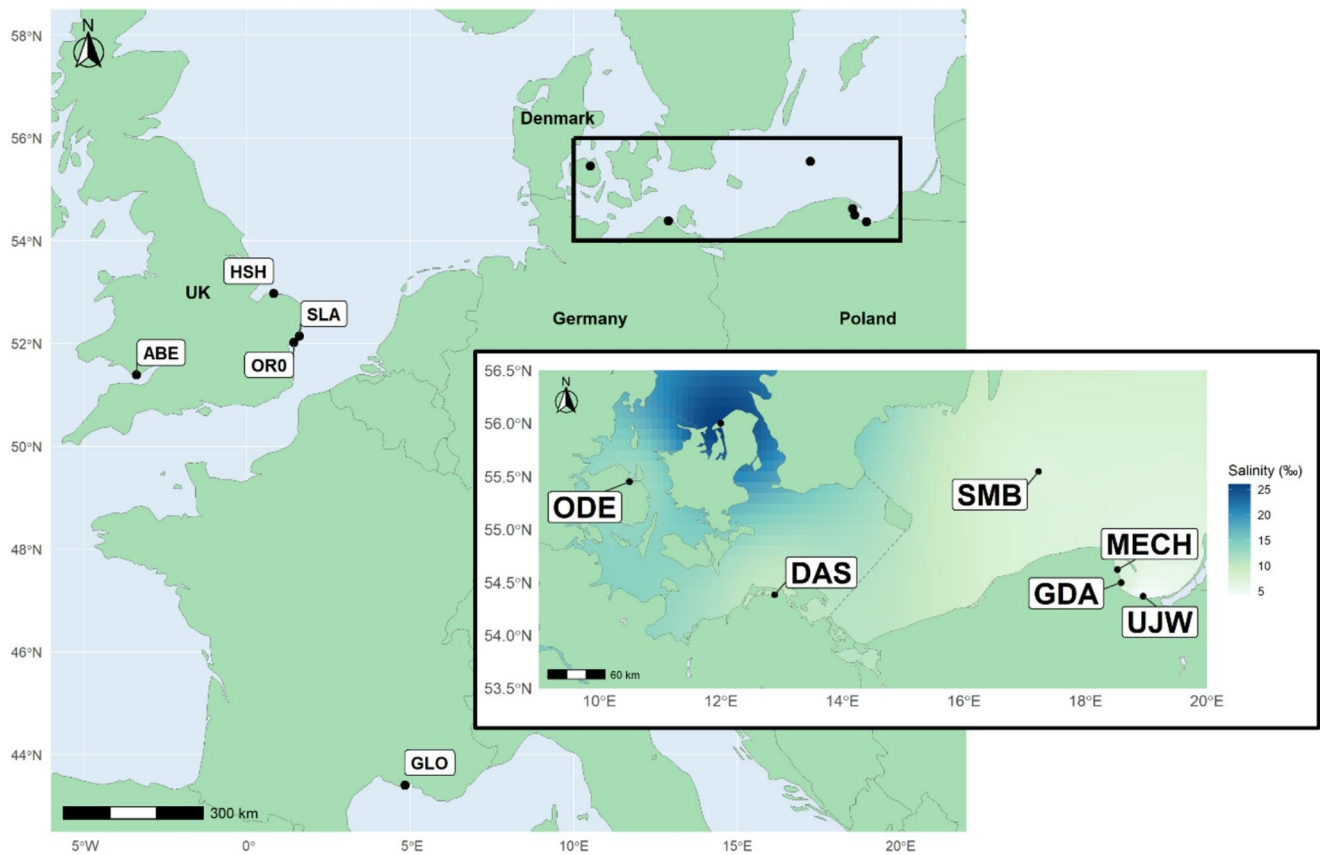 58°N
56°N
54°N
52°N
50°N
48°N
46°N
44°N
N
Denmark
HSH
UK
SLA
ABE
OR0
Germany
Poland
GLO
300 km
5°W
0°
5°E
10°E
15°E
20°E
56.5°N
56.0°N
55.5°N
55.0°N
54.5°N
54.0°N
53.5°N
N
ODE
DAS
SMB
MECH
GDA
UJW
60 km
10°E
12°E
14°E
16°E
18°E
20°E
Salinity (‰)
25
20
15
10
5